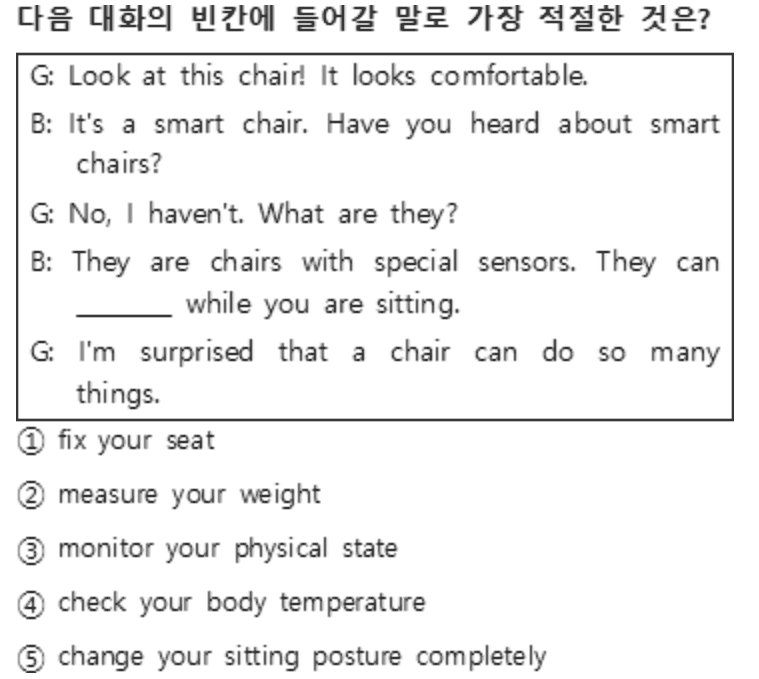 다음 대화의 빈칸에 들어갈 말로 가장 적절한 것은?
G: Look at this chair! It looks comfortable.
B: It's a smart chair. Have you heard about smart
chairs?
G: No, I haven't. What are they?
B: They are chairs with special sensors. They can
________ while you are sitting.
G: I'm surprised that a chair can do so many
things.
① fix your seat
② measure your weight
③ monitor your physical state
④ check your body temperature
⑤ change your sitting posture completely